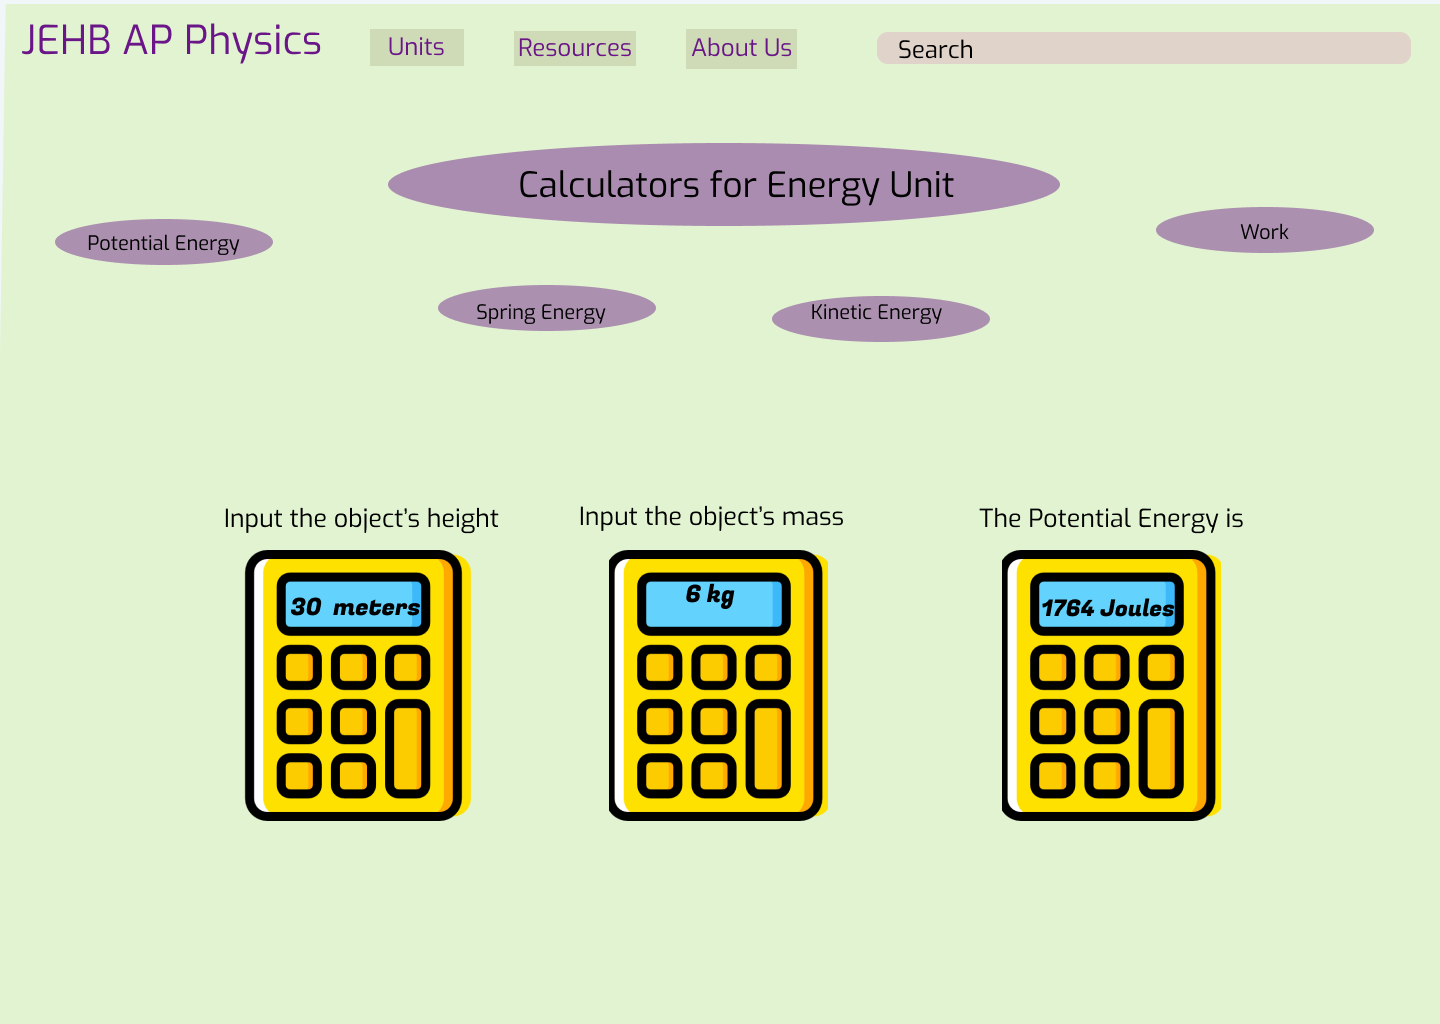 JEHB AP Physics
Units
Resources
About Us
Search
Calculators for Energy Unit
Potential Energy
Work
Spring Energy
Kinetic Energy
Input the object's height
Input the object's mass
The Potential Energy is
30 meters
6 kg
1764 Joules